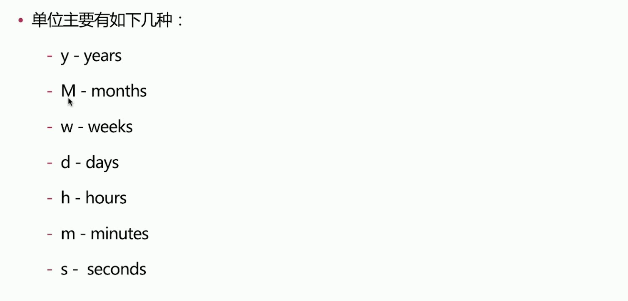 • 单位主要有如下几种：
- y - years
- M - months
- w - weeks
- d - days
- h - hours
- m - minutes
- s - seconds